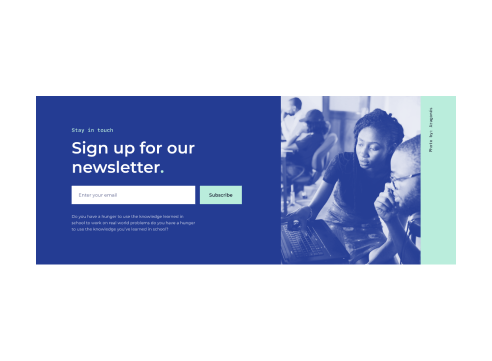 Stay in touch
Sign up for our
newsletter.
Enter your email
Subscribe
Do you have a hunger to use the knowledge learned in
school to work on real world problems do you have a hunger
to use the knowledge you've learned in school?
Photo by: Iragenda